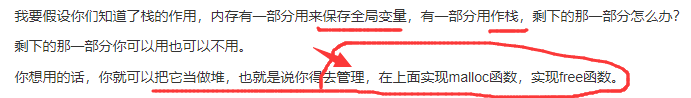 我要假设你们知道了栈的作用，内存有一部分用来保存全局变量，有一部分用作栈，剩下的那一部分怎么办?
剩下的那一部分你可以用也可以不用。
你想用的话，你就可以把它当做堆，也就是说你得去管理，在上面实现malloc函数，实现free函数。